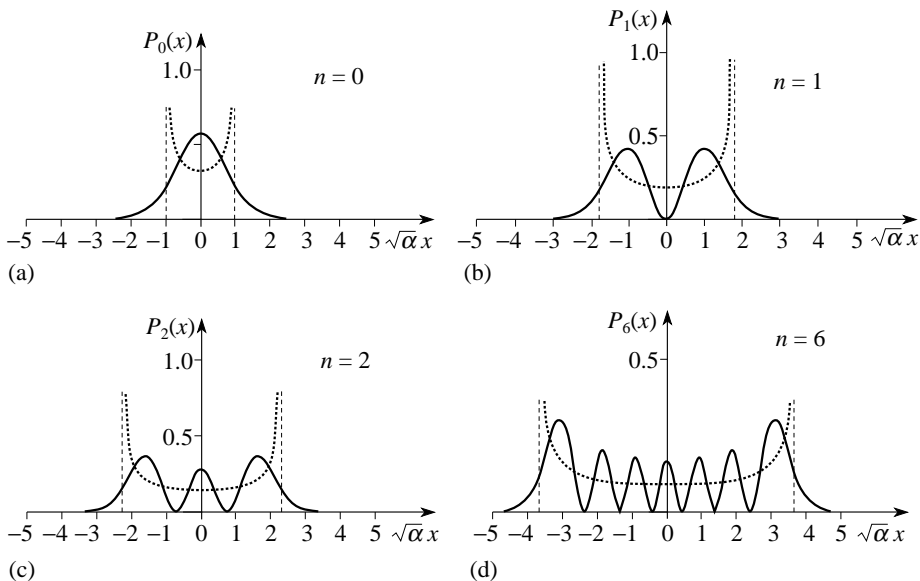 P₀(x)
1.0
n = 0
−5 −4 −3 −2 −1 0 1 2 3 4 5 √α x
(a)
P₁(x)
1.0
n = 1
0.5
−5 −4 −3 −2 −1 0 1 2 3 4 5 √α x
(b)
P₂(x)
1.0
n = 2
0.5
−5 −4 −3 −2 −1 0 1 2 3 4 5 √α x
(c)
P₆(x)
n = 6
0.5
−5 −4 −3 −2 −1 0 1 2 3 4 5 √α x
(d)